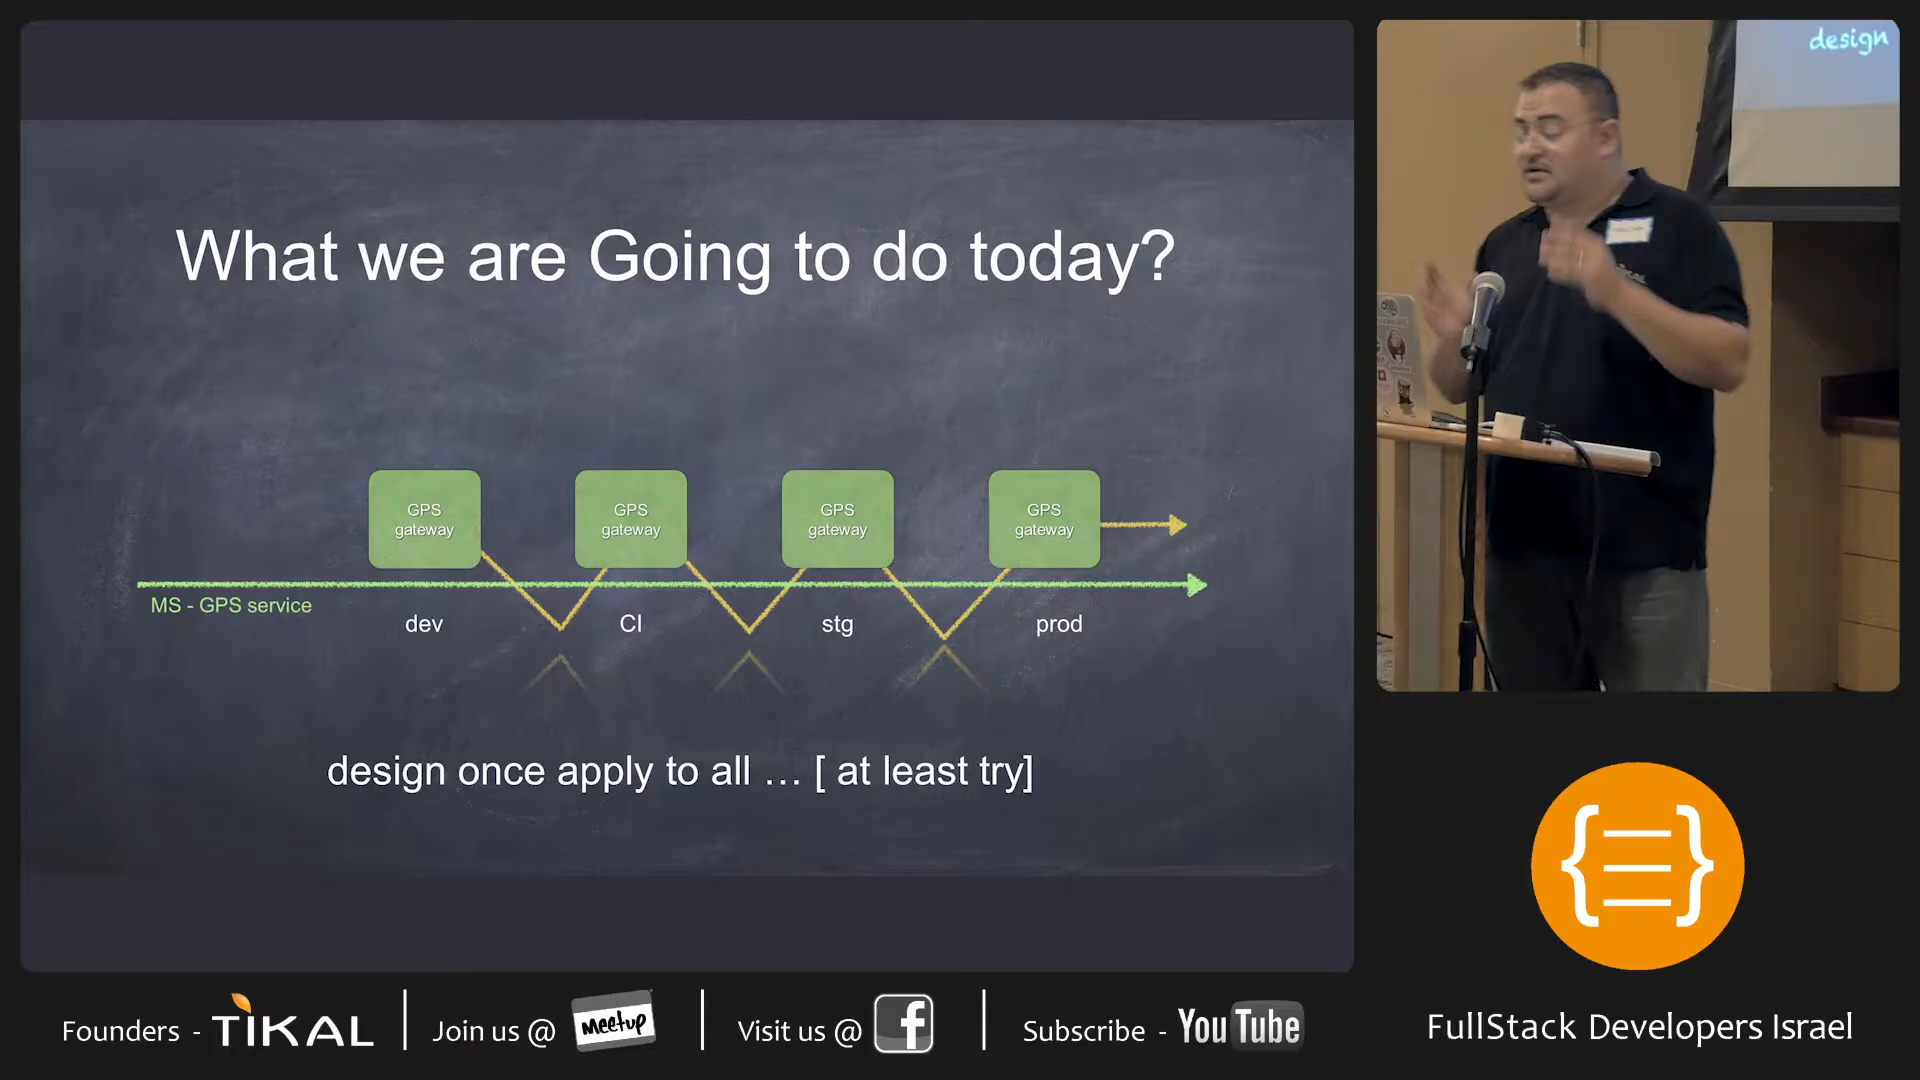 What we are Going to do today?
GPS
gateway
GPS
gateway
GPS
gateway
GPS
gateway
MS - GPS service
dev
CI
stg
prod
design once apply to all … [ at least try]
design
Founders - TIKAL
Join us @ Meetup
Visit us @ f
Subscribe - YouTube
FullStack Developers Israel